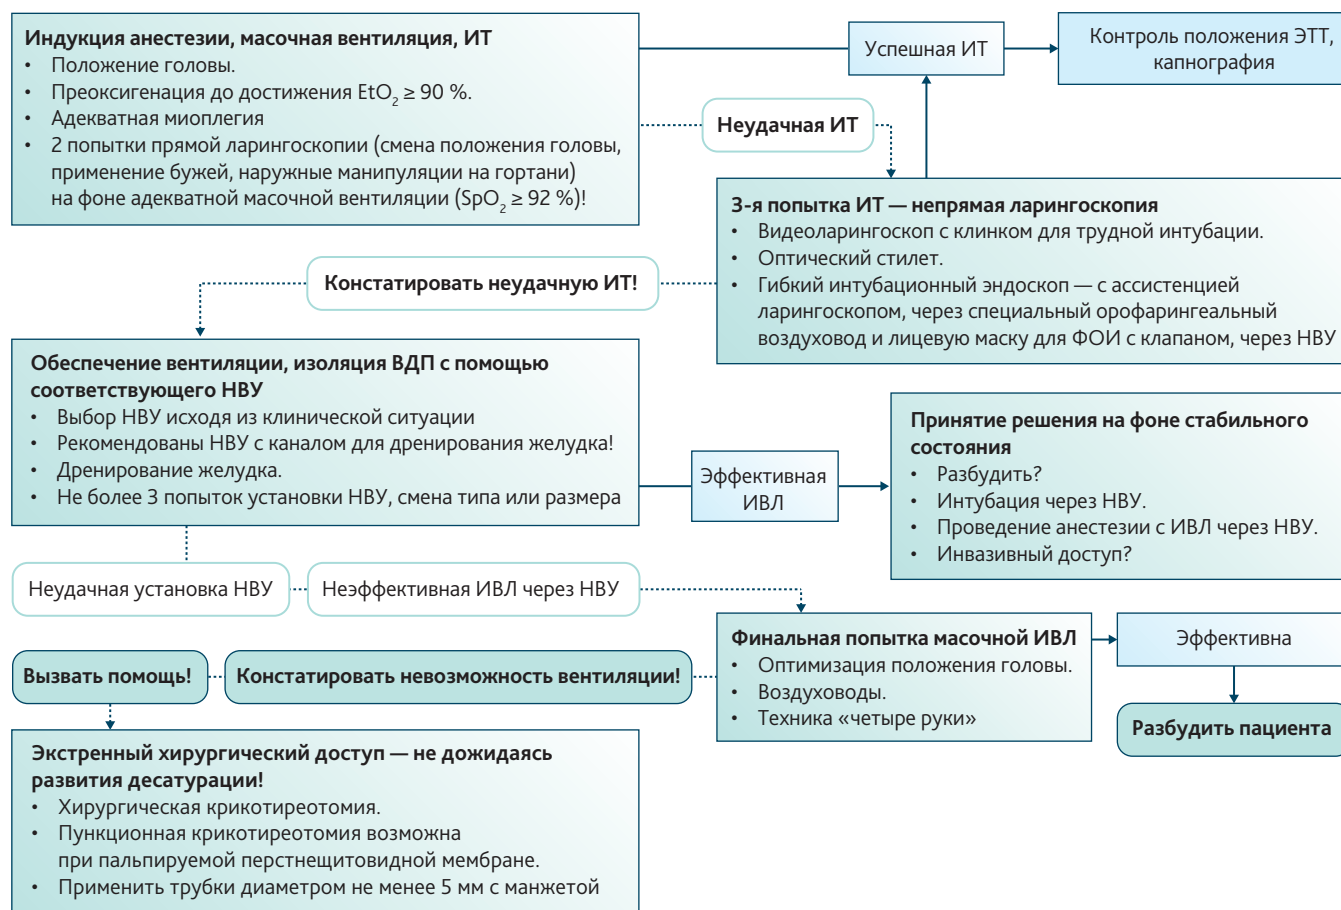 Индукция анестезии, масочная вентиляция, ИТ
• Положение головы.
• Преоксигенация до достижения EtO₂ ≥ 90 %.
• Адекватная миоплегия
• 2 попытки прямой ларингоскопии (смена положения головы,
применение бужей, наружные манипуляции на гортани)
на фоне адекватной масочной вентиляции (SpO₂ ≥ 92 %)!
Успешная ИТ
Контроль положения ЭТТ,
капнография
Неудачная ИТ
3-я попытка ИТ — непрямая ларингоскопия
• Видеоларингоскоп с клинком для трудной интубации.
• Оптический стилет.
• Гибкий интубационный эндоскоп — с ассистенцией
ларингоскопом, через специальный орофарингеальный
воздуховод и лицевую маску для ФОИ с клапаном, через НВУ
Констатировать неудачную ИТ!
Обеспечение вентиляции, изоляция ВДП с помощью
соответствующего НВУ
• Выбор НВУ исходя из клинической ситуации
• Рекомендованы НВУ с каналом для дренирования желудка!
• Дренирование желудка.
• Не более 3 попыток установки НВУ, смена типа или размера
Эффективная
ИВЛ
Принятие решения на фоне стабильного
состояния
• Разбудить?
• Интубация через НВУ.
• Проведение анестезии с ИВЛ через НВУ.
• Инвазивный доступ?
Неудачная установка НВУ
Неэффективная ИВЛ через НВУ
Финальная попытка масочной ИВЛ
• Оптимизация положения головы.
• Воздуховоды.
• Техника «четыре руки»
Эффективна
Разбудить пациента
Вызвать помощь!
Констатировать невозможность вентиляции!
Экстренный хирургический доступ — не дожидаясь
развития десатурации!
• Хирургическая крикотиреотомия.
• Пункционная крикотиреотомия возможна
при пальпируемой перстнещитовидной мембране.
• Применить трубки диаметром не менее 5 мм с манжетой